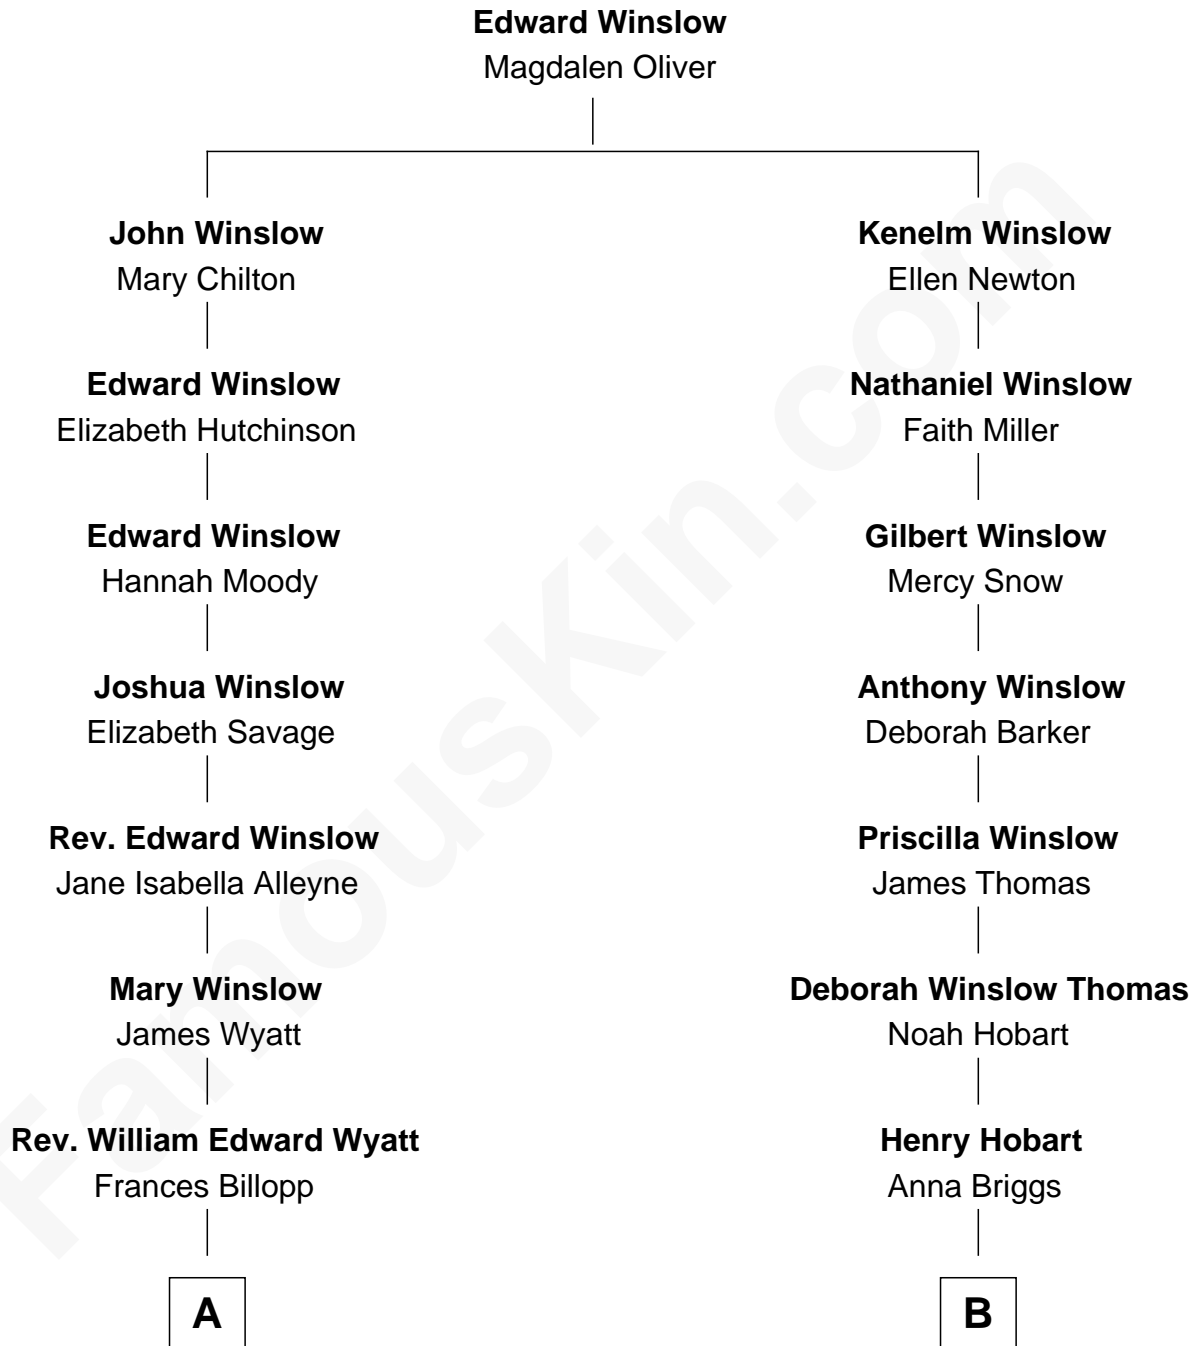 Edward Winslow
Magdalen Oliver
John Winslow
Mary Chilton
Kenelm Winslow
Ellen Newton
Edward Winslow
Elizabeth Hutchinson
Nathaniel Winslow
Faith Miller
Edward Winslow
Hannah Moody
Gilbert Winslow
Mercy Snow
Joshua Winslow
Elizabeth Savage
Anthony Winslow
Deborah Barker
Rev. Edward Winslow
Jane Isabella Alleyne
Priscilla Winslow
James Thomas
Mary Winslow
James Wyatt
Deborah Winslow Thomas
Noah Hobart
Rev. William Edward Wyatt
Frances Billopp
Henry Hobart
Anna Briggs
A
B
FamousKin.com